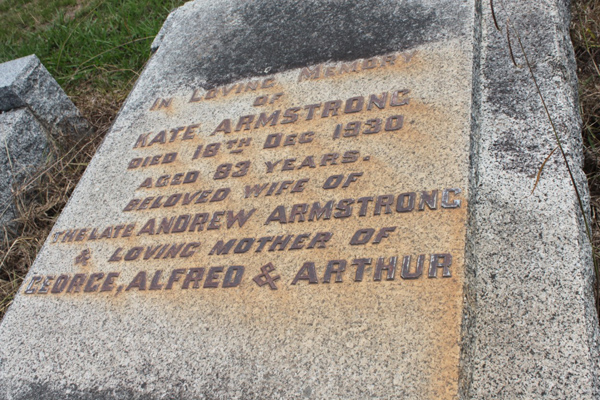 IN LOVING MEMORY
OF
KATE ARMSTRONG
DIED 16TH DEC 1930.
AGED 83 YEARS.
BELOVED WIFE OF
THE LATE ANDREW ARMSTRONG
& LOVING MOTHER OF
GEORGE, ALFRED & ARTHUR